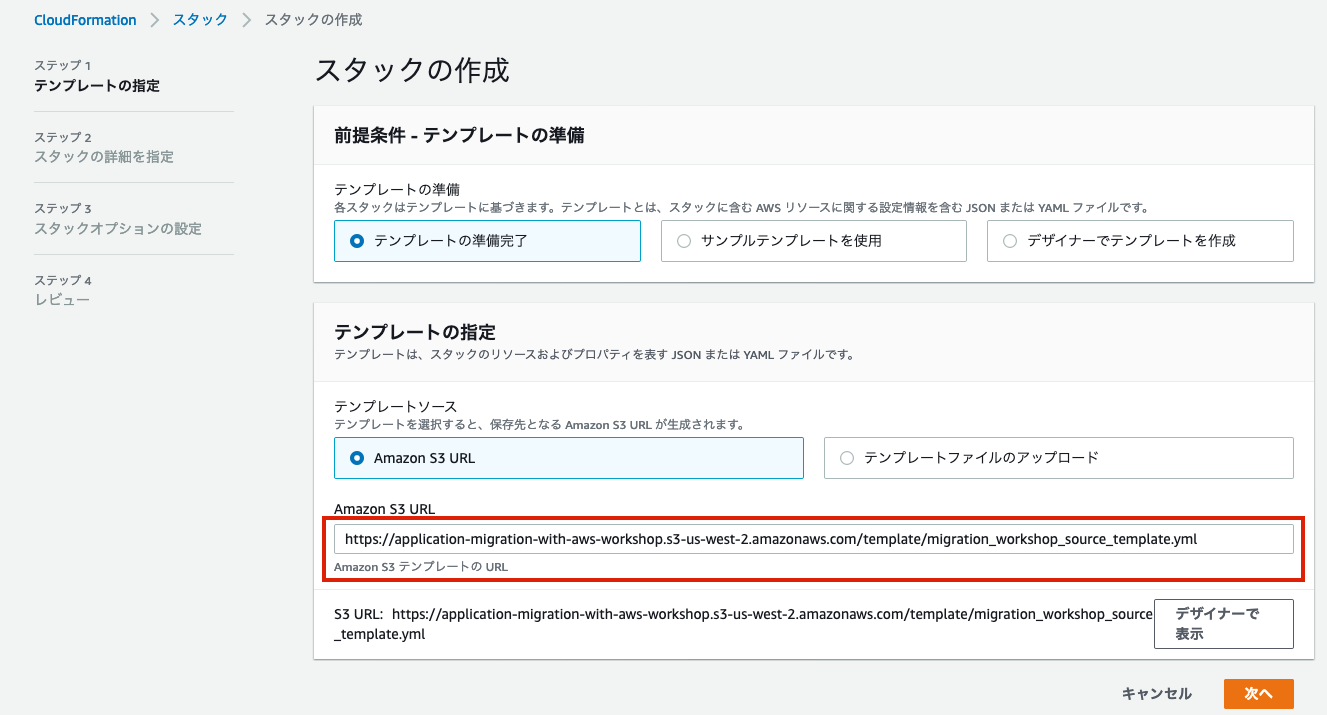 CloudFormation > スタック > スタックの作成
ステップ 1
テンプレートの指定
ステップ 2
スタックの詳細を指定
ステップ 3
スタックオプションの設定
ステップ 4
レビュー
スタックの作成
前提条件 - テンプレートの準備
テンプレートの準備
各スタックはテンプレートに基づきます。テンプレートとは、スタックに含む AWS リソースに関する設定情報を含む JSON または YAML ファイルです。
テンプレートの準備完了
サンプルテンプレートを使用
デザイナーでテンプレートを作成
テンプレートの指定
テンプレートは、スタックのリソースおよびプロパティを表す JSON または YAML ファイルです。
テンプレートソース
テンプレートを選択すると、保存先となる Amazon S3 URL が生成されます。
Amazon S3 URL
テンプレートファイルのアップロード
Amazon S3 URL
https://application-migration-with-aws-workshop.s3-us-west-2.amazonaws.com/template/migration_workshop_source_template.yml
Amazon S3 テンプレートの URL
S3 URL: https://application-migration-with-aws-workshop.s3-us-west-2.amazonaws.com/template/migration_workshop_source
_template.yml
デザイナーで
表示
キャンセル
次へ